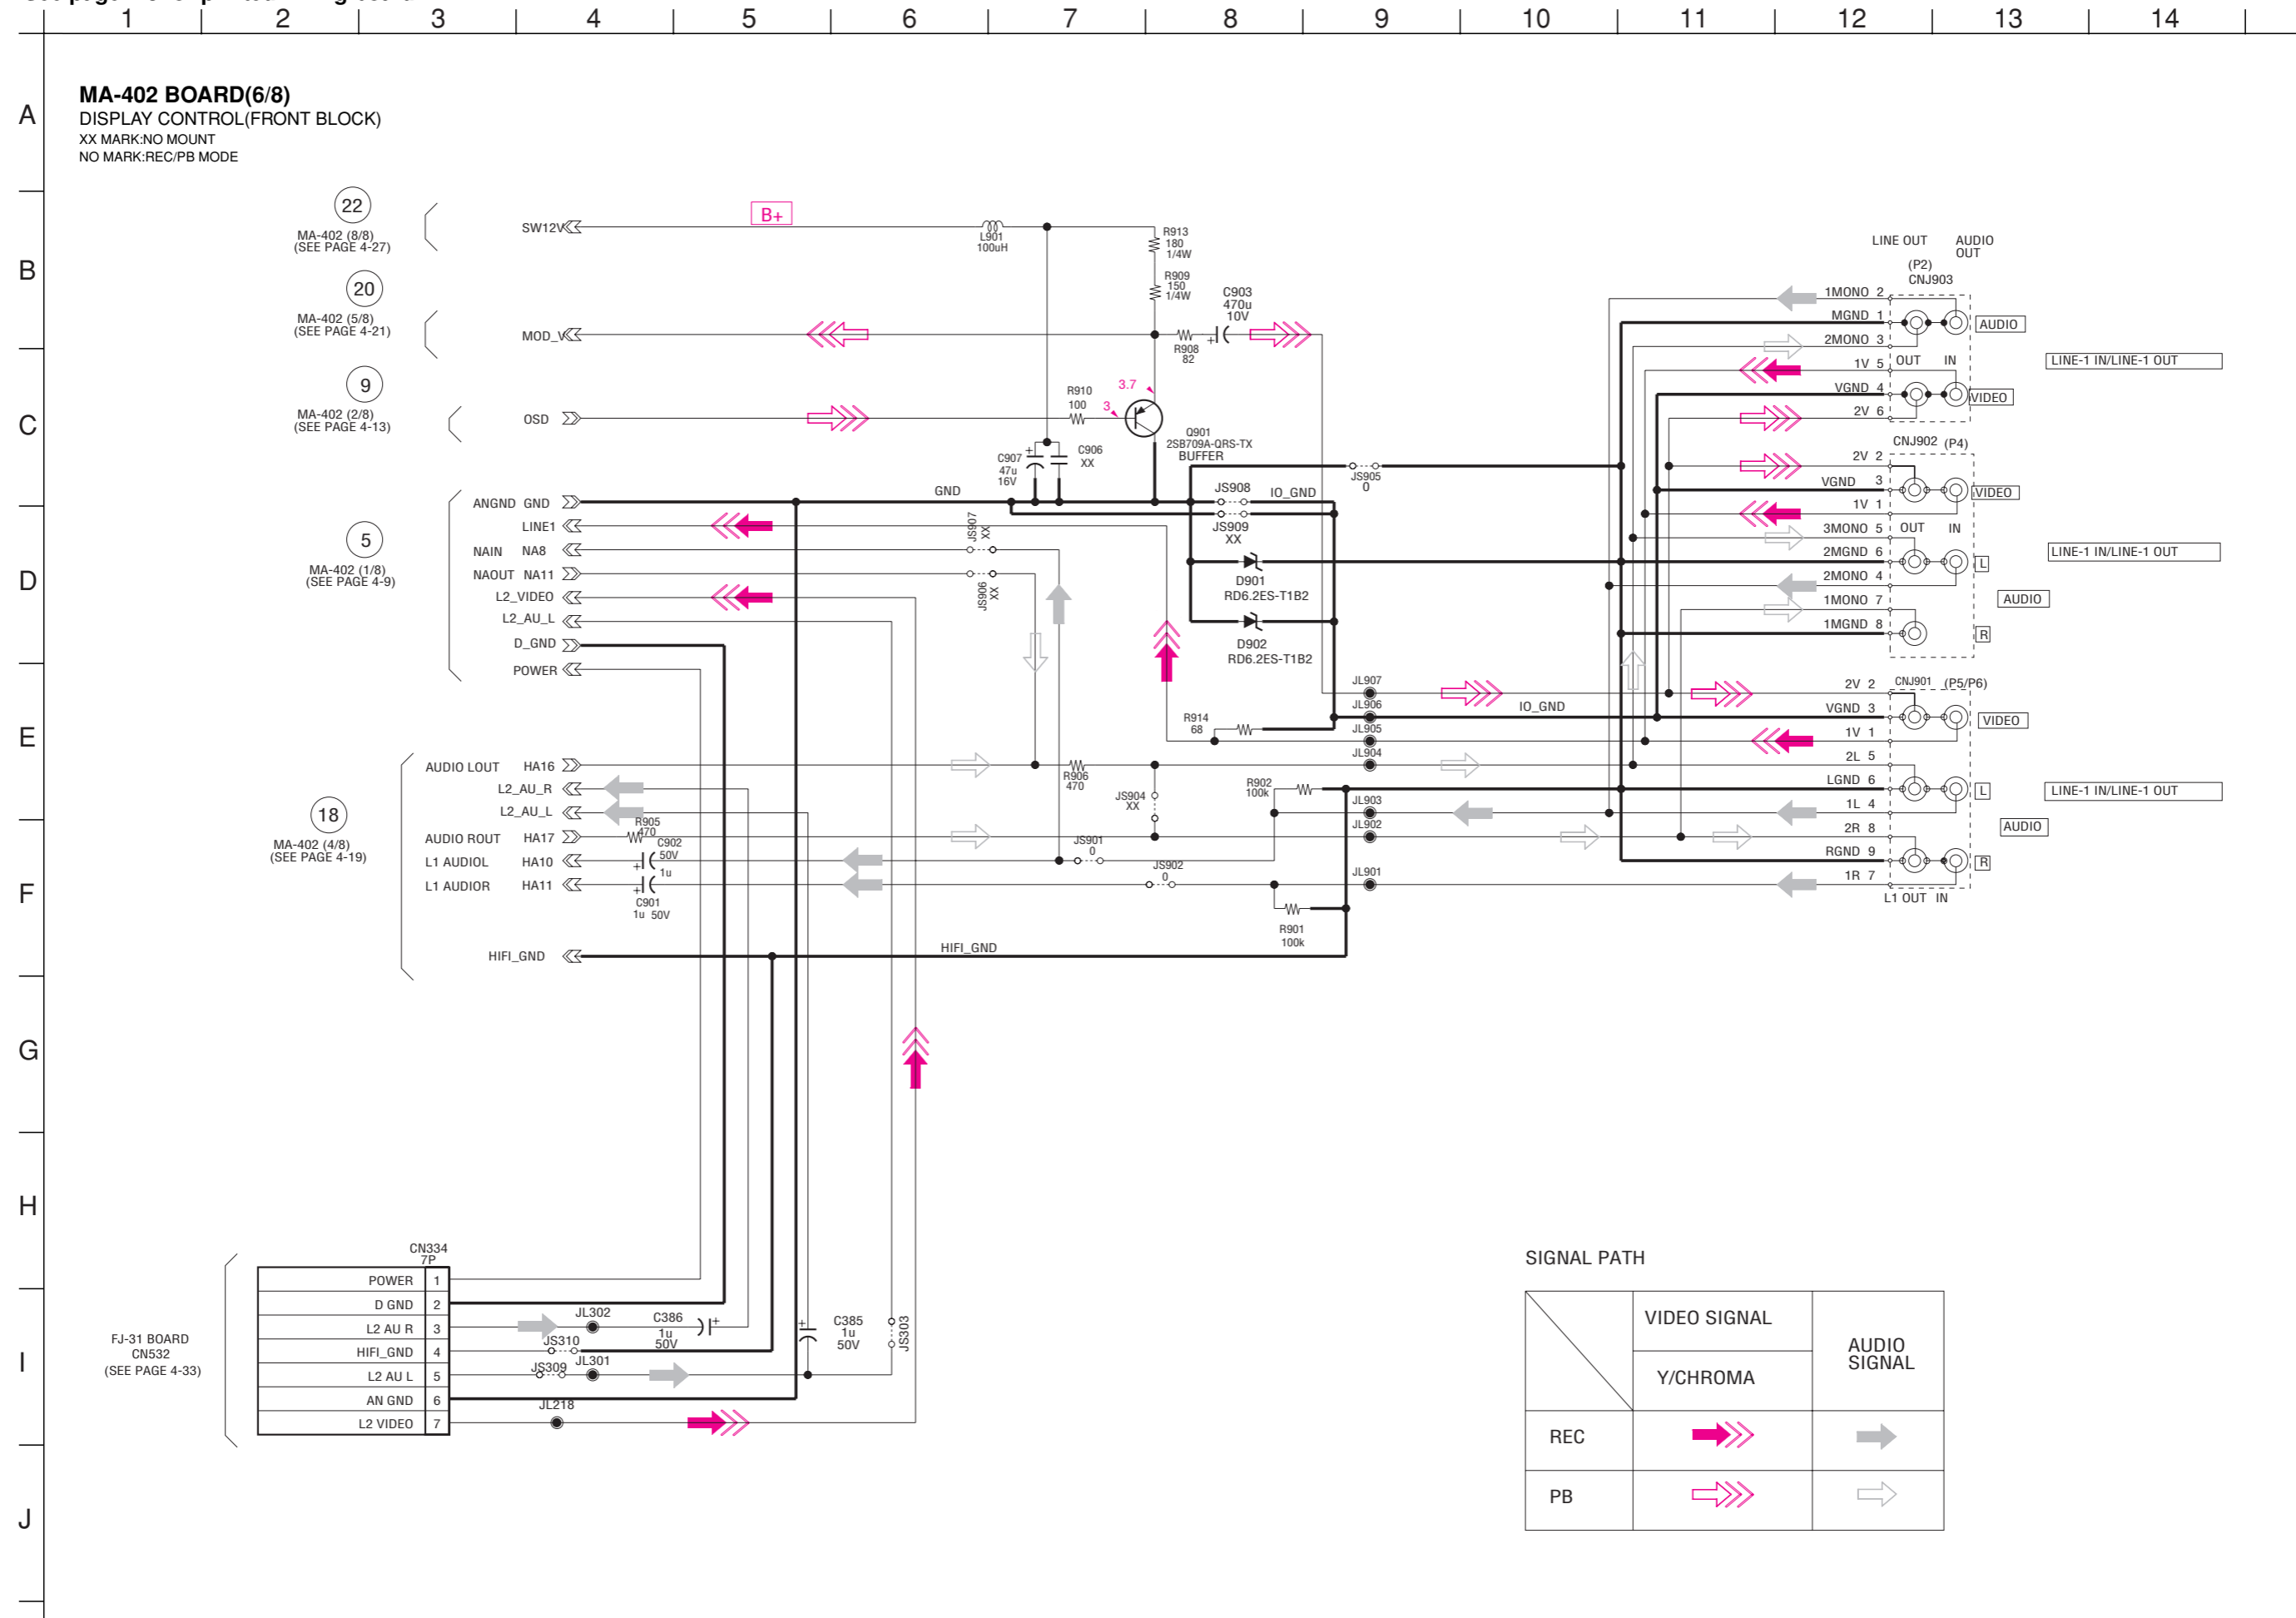 1 2 3 4 5 6 7 8 9 10 11 12 13 14
A
B
C
D
E
F
G
H
I
J
MA-402 BOARD(6/8)
DISPLAY CONTROL(FRONT BLOCK)
XX MARK:NO MOUNT
NO MARK:REC/PB MODE
22
MA-402 (8/8)
(SEE PAGE 4-27)
SW12V
B+
L901
100uH
R913
180
1/4W
R909
150
1/4W
20
MA-402 (5/8)
(SEE PAGE 4-21)
MOD_V
R908
82
C903
470u
10V
9
MA-402 (2/8)
(SEE PAGE 4-13)
OSD
R910
100
3.7
3
Q901
2SB709A-QRS-TX
BUFFER
C907
47u
16V
C906
XX
5
MA-402 (1/8)
(SEE PAGE 4-9)
ANGND GND
LINE1
NAIN NA8
NAOUT NA11
L2_VIDEO
L2_AU_L
D_GND
POWER
GND
JS907
XX
JS906
XX
JS908
IO_GND
JS909
XX
JS905
0
D901
RD6.2ES-T1B2
D902
RD6.2ES-T1B2
R914
68
JL907
JL906
JL905
JL904
JL903
JL902
JL901
IO_GND
18
MA-402 (4/8)
(SEE PAGE 4-19)
AUDIO LOUT HA16
L2_AU_R
L2_AU_L
AUDIO ROUT HA17
L1 AUDIOL HA10
L1 AUDIOR HA11
HIFI_GND
R905
470
C902
50V
1u
C901
1u 50V
R906
470
JS904
XX
JS901
0
JS902
0
R902
100k
R901
100k
HIFI_GND
LINE OUT
AUDIO
OUT
(P2)
CNJ903
1MONO 2
MGND 1
2MONO 3
1V 5
VGND 4
2V 6
OUT IN
AUDIO
VIDEO
LINE-1 IN/LINE-1 OUT
CNJ902 (P4)
2V 2
VGND 3
1V 1
3MONO 5
2MGND 6
2MONO 4
1MONO 7
1MGND 8
OUT IN
VIDEO
L
AUDIO
R
LINE-1 IN/LINE-1 OUT
CNJ901 (P5/P6)
2V 2
VGND 3
1V 1
2L 5
LGND 6
1L 4
2R 8
RGND 9
1R 7
VIDEO
L
AUDIO
R
LINE-1 IN/LINE-1 OUT
L1 OUT IN
FJ-31 BOARD
CN532
(SEE PAGE 4-33)
CN334
7P
POWER 1
D GND 2
L2 AU R 3
HIFI_GND 4
L2 AU L 5
AN GND 6
L2 VIDEO 7
JL302
JS310
JS309
JL301
JL218
C386
1u
50V
C385
1u
50V
JS303
SIGNAL PATH
VIDEO SIGNAL
AUDIO
SIGNAL
Y/CHROMA
REC
PB